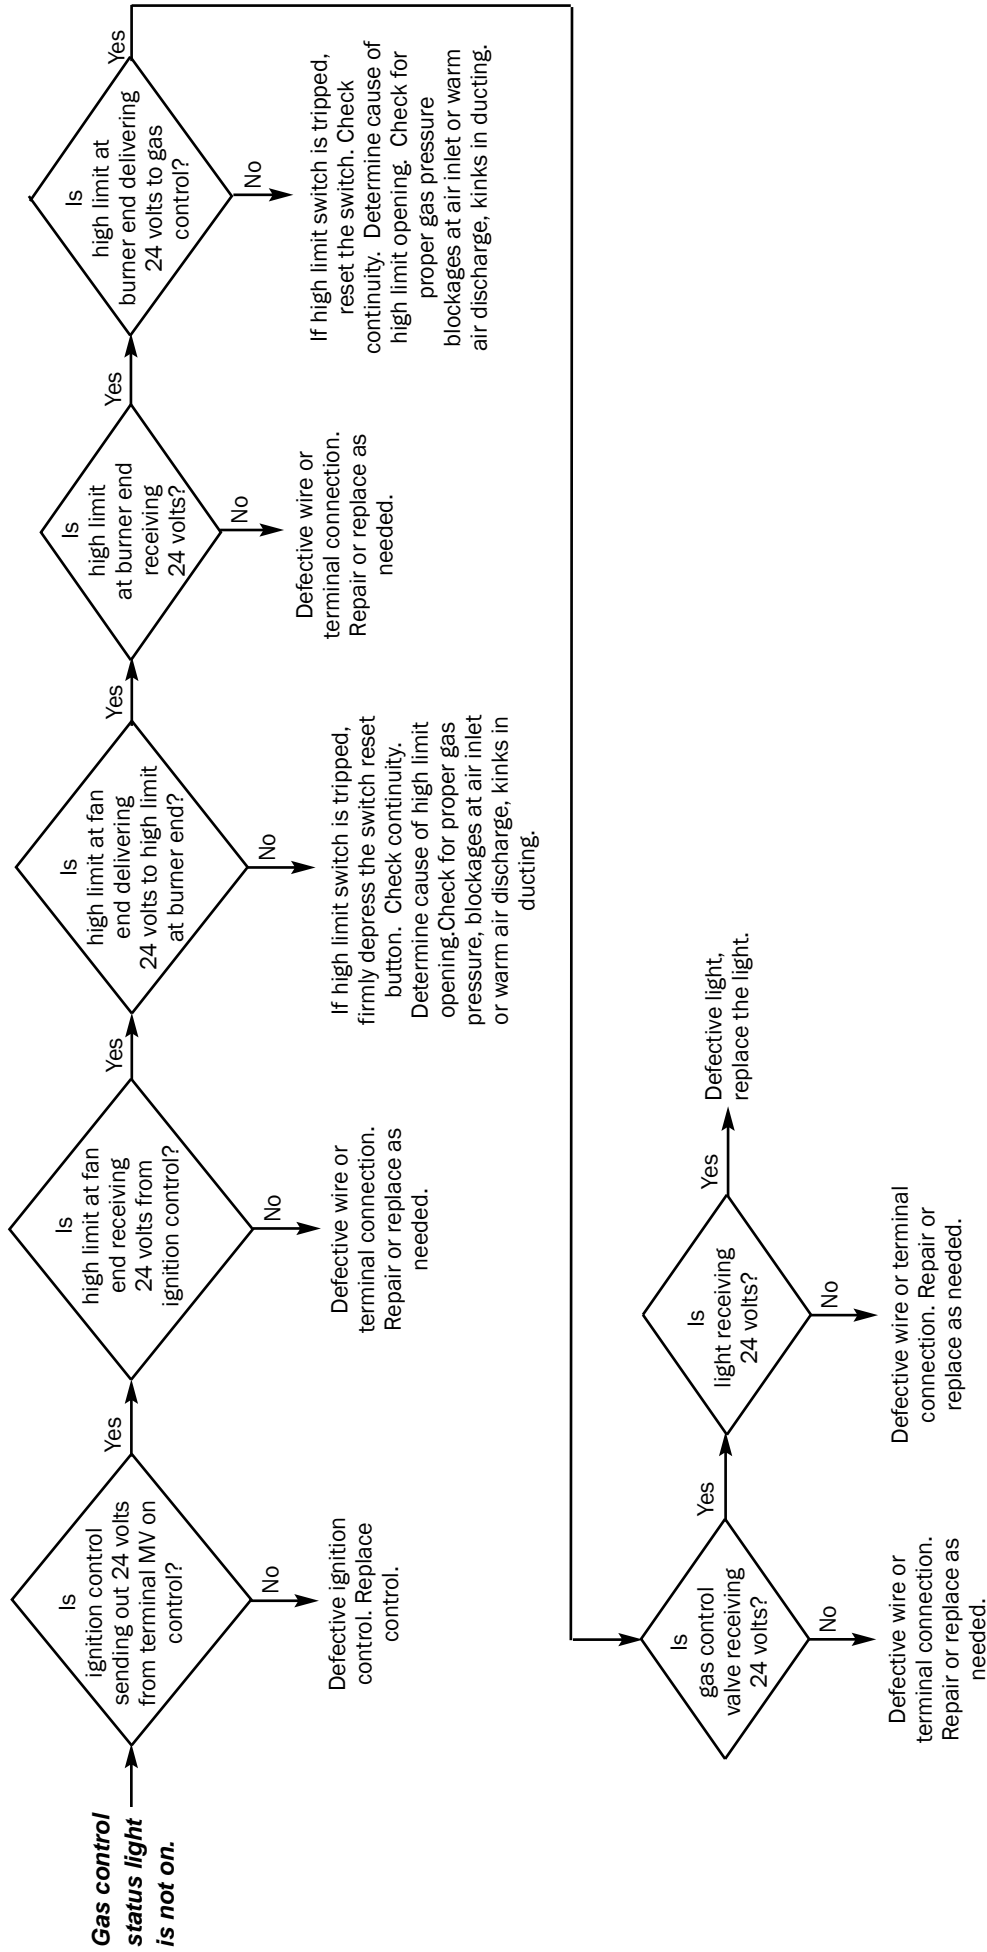 Gas control
status light
is not on.
Is
ignition control
sending out 24 volts
from terminal MV on
control?
Yes
No
Defective ignition
control. Replace
control.
Is
high limit at fan
end receiving
24 volts from
ignition control?
Yes
No
Defective wire or
terminal connection.
Repair or replace as
needed.
Is
high limit at fan
end delivering
24 volts to high limit
at burner end?
Yes
No
If high limit switch is tripped,
firmly depress the switch reset
button. Check continuity.
Determine cause of high limit
opening.Check for proper gas
pressure, blockages at air inlet
or warm air discharge, kinks in
ducting.
Is
high limit
at burner end
receiving
24 volts?
Yes
No
Defective wire or
terminal connection.
Repair or replace as
needed.
Is
high limit at
burner end delivering
24 volts to gas
control?
Yes
No
If high limit switch is tripped,
reset the switch. Check
continuity. Determine cause of
high limit opening. Check for
proper gas pressure
blockages at air inlet or warm
air discharge, kinks in ducting.
Is
gas control
valve receiving
24 volts?
Yes
No
Defective wire or
terminal connection.
Repair or replace as
needed.
Is
light receiving
24 volts?
Yes
Defective light,
replace the light.
No
Defective wire or terminal
connection. Repair or
replace as needed.